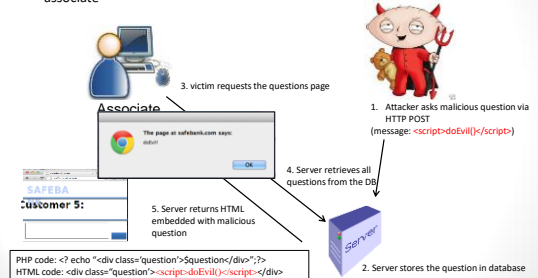 associate
3. victim requests the questions page
Associate
1. Attacker asks malicious question via
HTTP POST
(message: <script>doEvil()</script>)
The page at safebank.com says:
doEvil!
OK
4. Server retrieves all
questions from the DB
SAFEBA
Customer 5:
5. Server returns HTML
embedded with malicious
question
server
PHP code: <? echo “<div class=‘question’>$question</div>”;?>
HTML code: <div class=“question’><script>doEvil()</script></div>
2. Server stores the question in database